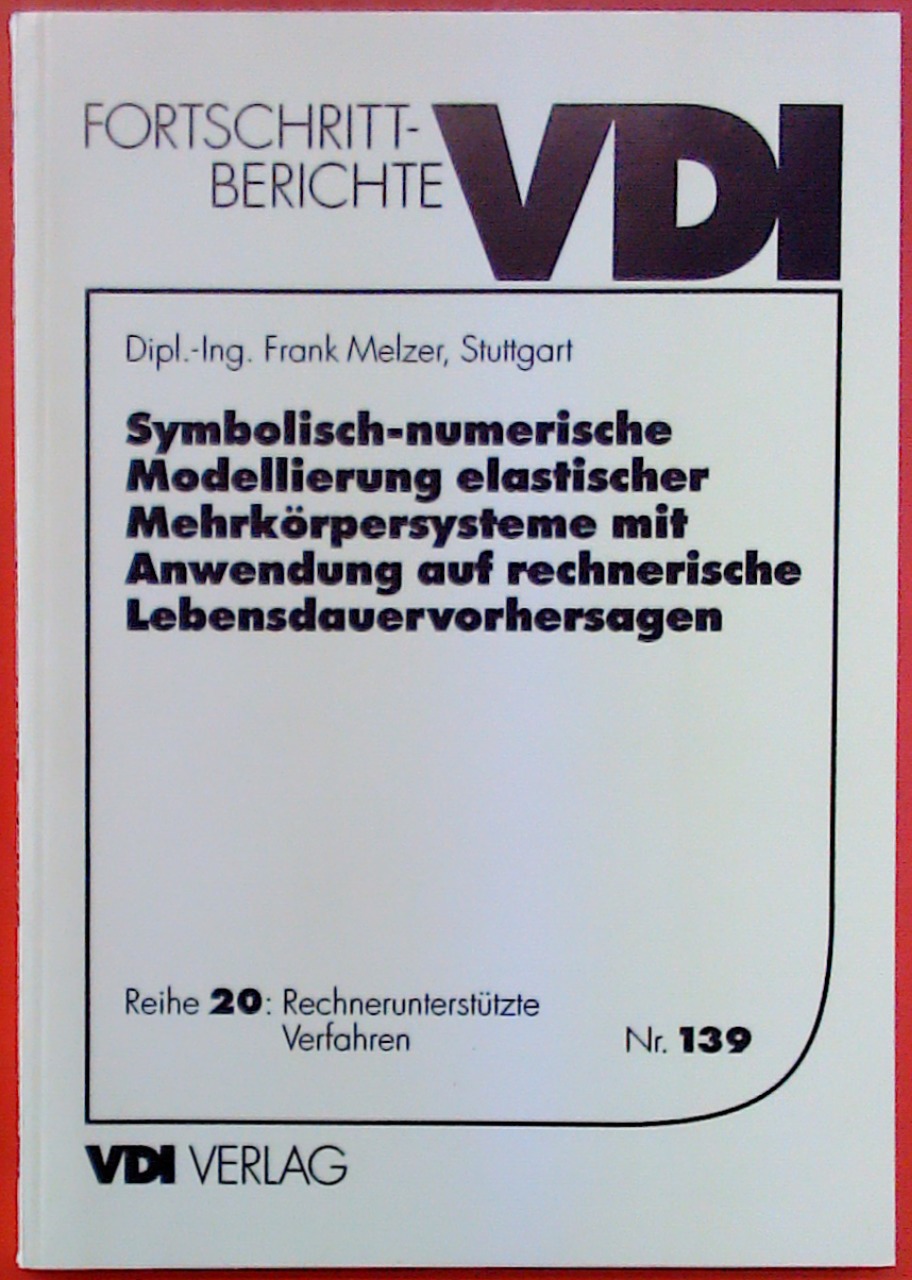 FORTSCHRITT-
BERICHTE
VDI
Dipl.-Ing. Frank Melzer, Stuttgart
Symbolisch-numerische
Modellierung elastischer
Mehrkörpersysteme mit
Anwendung auf rechnerische
Lebensdauervorhersagen
Reihe 20: Rechnerunterstützte
Verfahren Nr. 139
VDI VERLAG